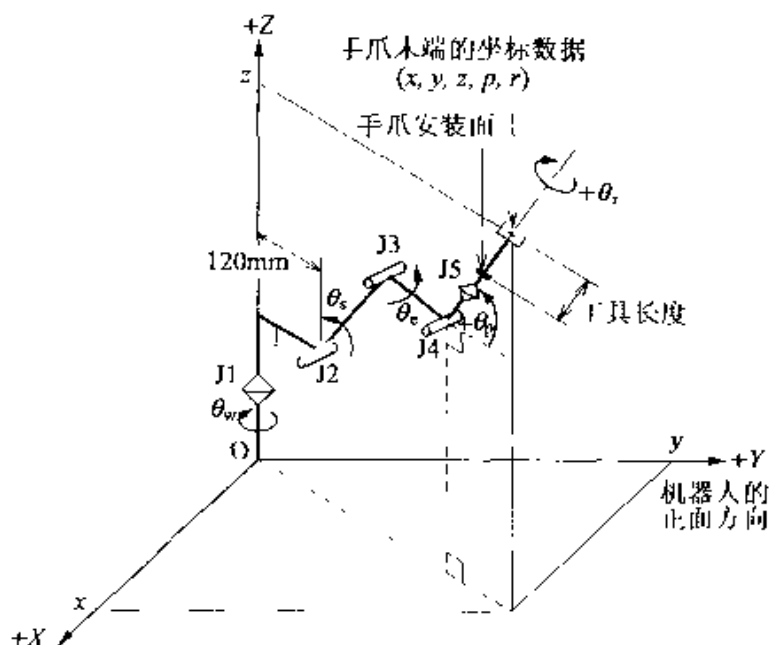 +Z
手爪末端的坐标数据
z
(x, y, z, p, r)
手爪安装面
+θr
J3
120mm
J5
θs
θe
工具长度
+θp
J4
J2
J1
θw
O
y
+Y
机器人的
正面方向
x
+X